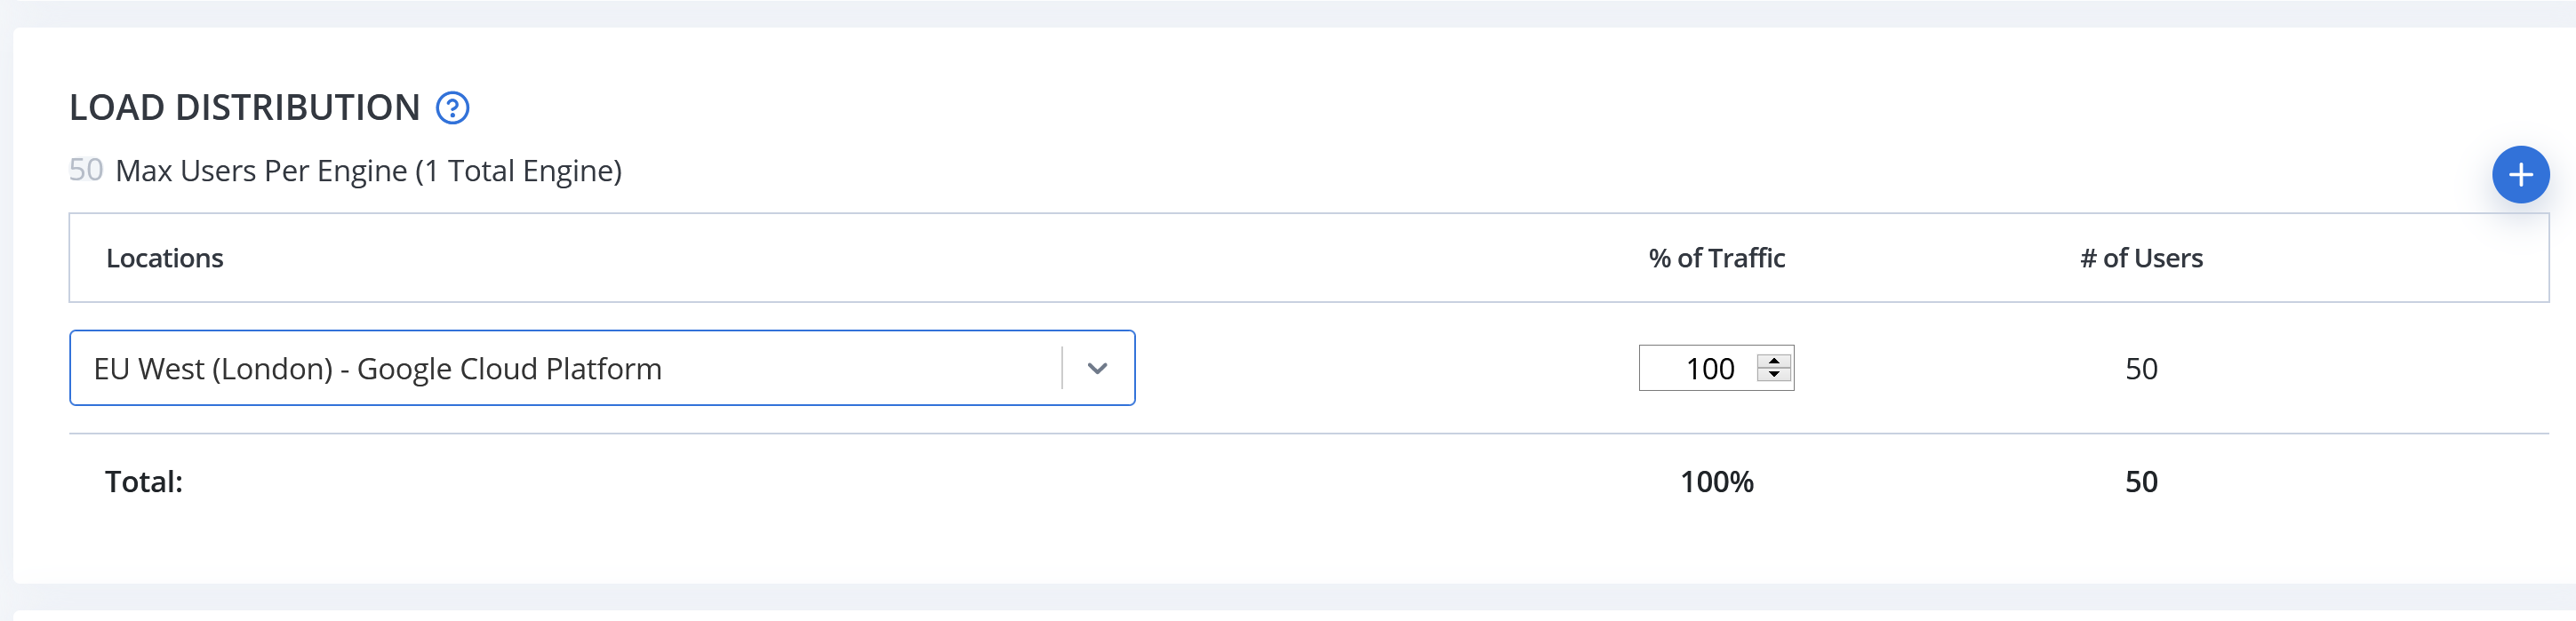 LOAD DISTRIBUTION ?
50 Max Users Per Engine (1 Total Engine)
+
Locations % of Traffic # of Users
EU West (London) - Google Cloud Platform 100 50
Total: 100% 50